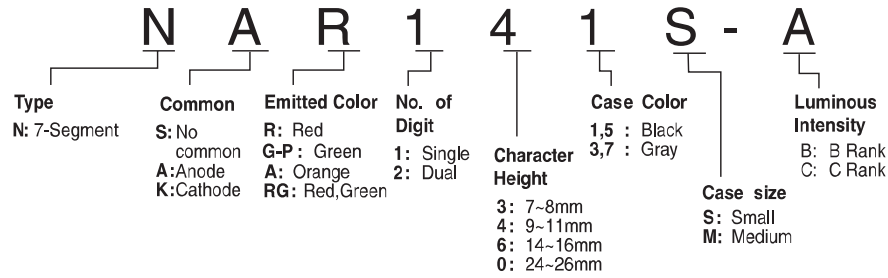 N A R 1 4 1 S - A
Type
N: 7-Segment
Common
S: No
common
A:Anode
K:Cathode
Emitted Color
R: Red
G-P : Green
A: Orange
RG: Red,Green
No. of
Digit
1: Single
2: Dual
Character
Height
3: 7~8mm
4: 9~11mm
6: 14~16mm
0: 24~26mm
Case Color
1,5 : Black
3,7 : Gray
Case size
S: Small
M: Medium
Luminous
Intensity
B: B Rank
C: C Rank